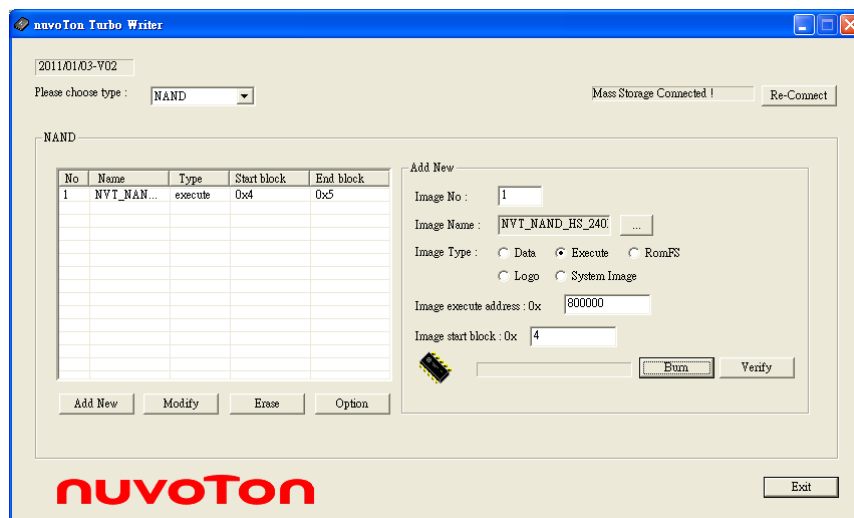 nuvoTon Turbo Writer
2011/01/03-V02
Please choose type : NAND
Mass Storage Connected ! Re-Connect
NAND
No Name Type Start block End block
1 NVT_NAN... execute 0x4 0x5
Add New Modify Erase Option
Add New
Image No : 1
Image Name : NVT_NAND_HS_240 ...
Image Type : Data Execute RomFS
Logo System Image
Image execute address : 0x 800000
Image start block : 0x 4
Burn Verify
nuvoTon
Exit